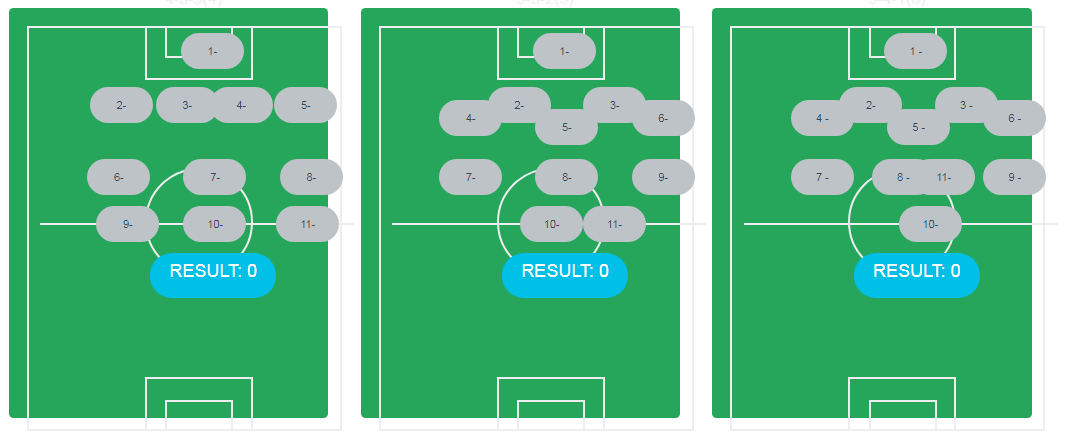 1-
2- 3- 4- 5-
6- 7- 8-
9- 10- 11-
RESULT: 0
1-
2- 3-
4- 5- 6-
7- 8- 9-
10- 11-
RESULT: 0
1 -
2- 3 -
4 - 5 - 6 -
7 - 8 - 11- 9 -
10-
RESULT: 0